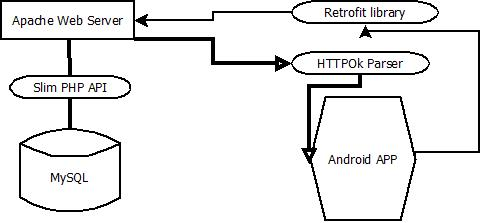 Retrofit library
Apache Web Server
HTTPOk Parser
Slim PHP API
Android APP
MySQL